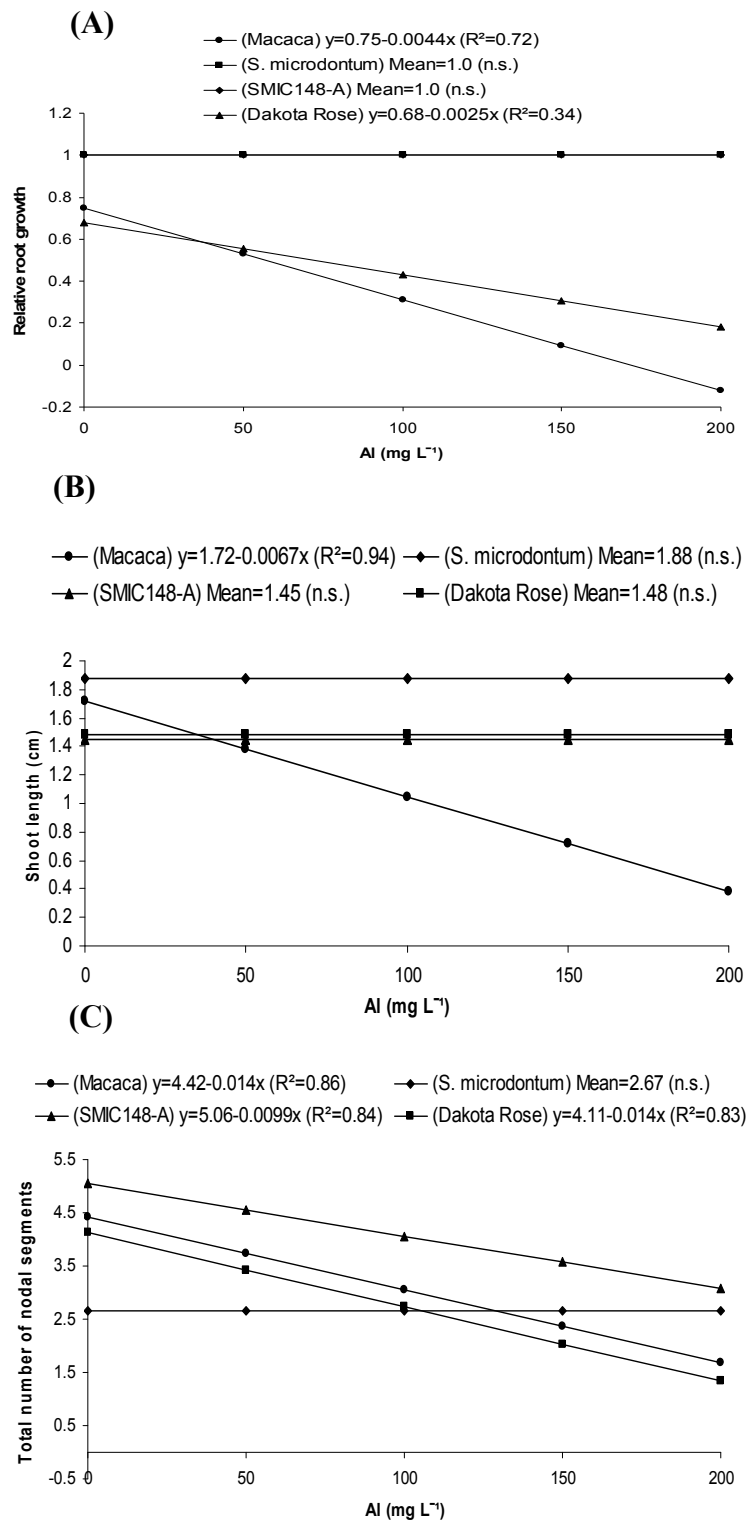 (A)
(Macaca) y=0.75-0.0044x (R²=0.72)
(S. microdontum) Mean=1.0 (n.s.)
(SMIC148-A) Mean=1.0 (n.s.)
(Dakota Rose) y=0.68-0.0025x (R²=0.34)
1.2
1
0.8
0.6
0.4
0.2
0
-0.2
Relative root growth
0 50 100 150 200
Al (mg L⁻¹)
(B)
(Macaca) y=1.72-0.0067x (R²=0.94) (S. microdontum) Mean=1.88 (n.s.)
(SMIC148-A) Mean=1.45 (n.s.) (Dakota Rose) Mean=1.48 (n.s.)
2
1.8
1.6
1.4
1.2
1
0.8
0.6
0.4
0.2
0
Shoot length (cm)
0 50 100 150 200
Al (mg L⁻¹)
(C)
(Macaca) y=4.42-0.014x (R²=0.86) (S. microdontum) Mean=2.67 (n.s.)
(SMIC148-A) y=5.06-0.0099x (R²=0.84) (Dakota Rose) y=4.11-0.014x (R²=0.83)
5.5
4.5
3.5
2.5
1.5
-0.5
Total number of nodal segments
0 50 100 150 200
Al (mg L⁻¹)